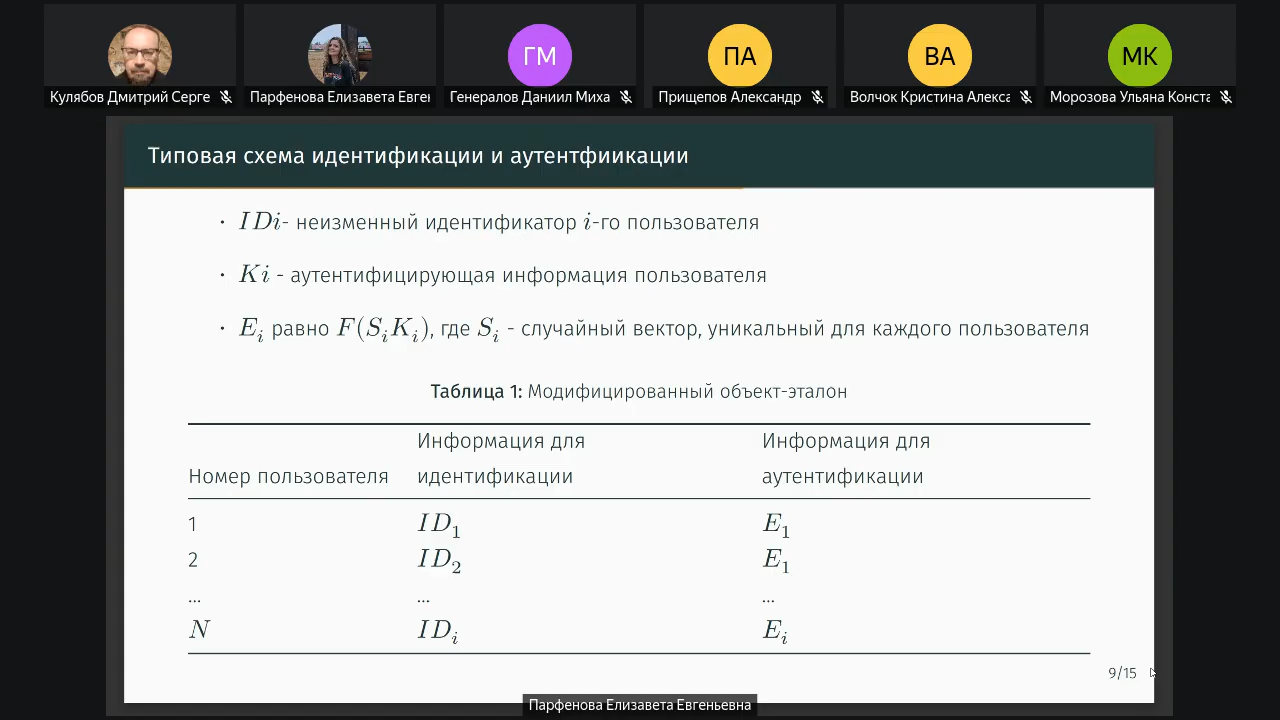 ГМ
ПА
ВА
МК
Кулябов Дмитрий Серге
Парфенова Елизавета Евген
Генералов Даниил Миха
Прищепов Александр
Волчок Кристина Алекса
Морозова Ульяна Конста
Типовая схема идентификации и аутентфиикации
• IDi- неизменный идентификатор i-го пользователя
• Ki - аутентифицирующая информация пользователя
• E_i равно F(S_iK_i), где S_i - случайный вектор, уникальный для каждого пользователя
Таблица 1: Модифицированный объект-эталон
Информация для Информация для
Номер пользователя идентификации аутентификации
1 ID_1 E_1
2 ID_2 E_1
... ... ...
N ID_i E_i
9/15
Парфенова Елизавета Евгеньевна